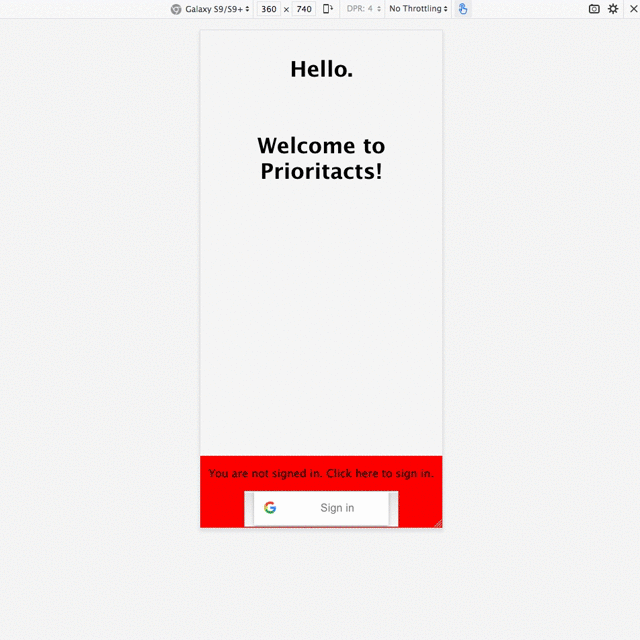 Galaxy S9/S9+ 360 × 740 DPR: 4 No Throttling
Hello.
Welcome to
Prioritacts!
You are not signed in. Click here to sign in.
Sign in